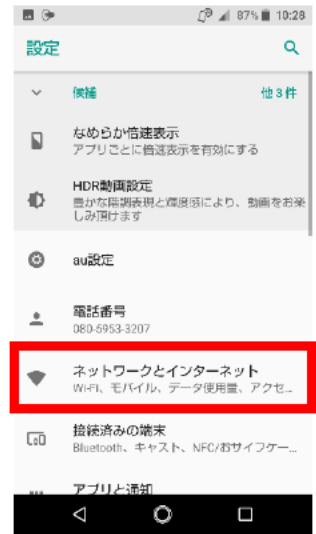 87% 10:28
設定
候補 他3件
なめらか倍速表示
アプリごとに倍速表示を有効にする
HDR動画設定
豊かな階調表現と輝度感により、動画をお楽
しみ頂けます
au設定
電話番号
080-5953-3207
ネットワークとインターネット
Wi-Fi、モバイル、データ使用量、アクセ…
接続済みの端末
Bluetooth、キャスト、NFC/おサイフケー…
アプリと通知